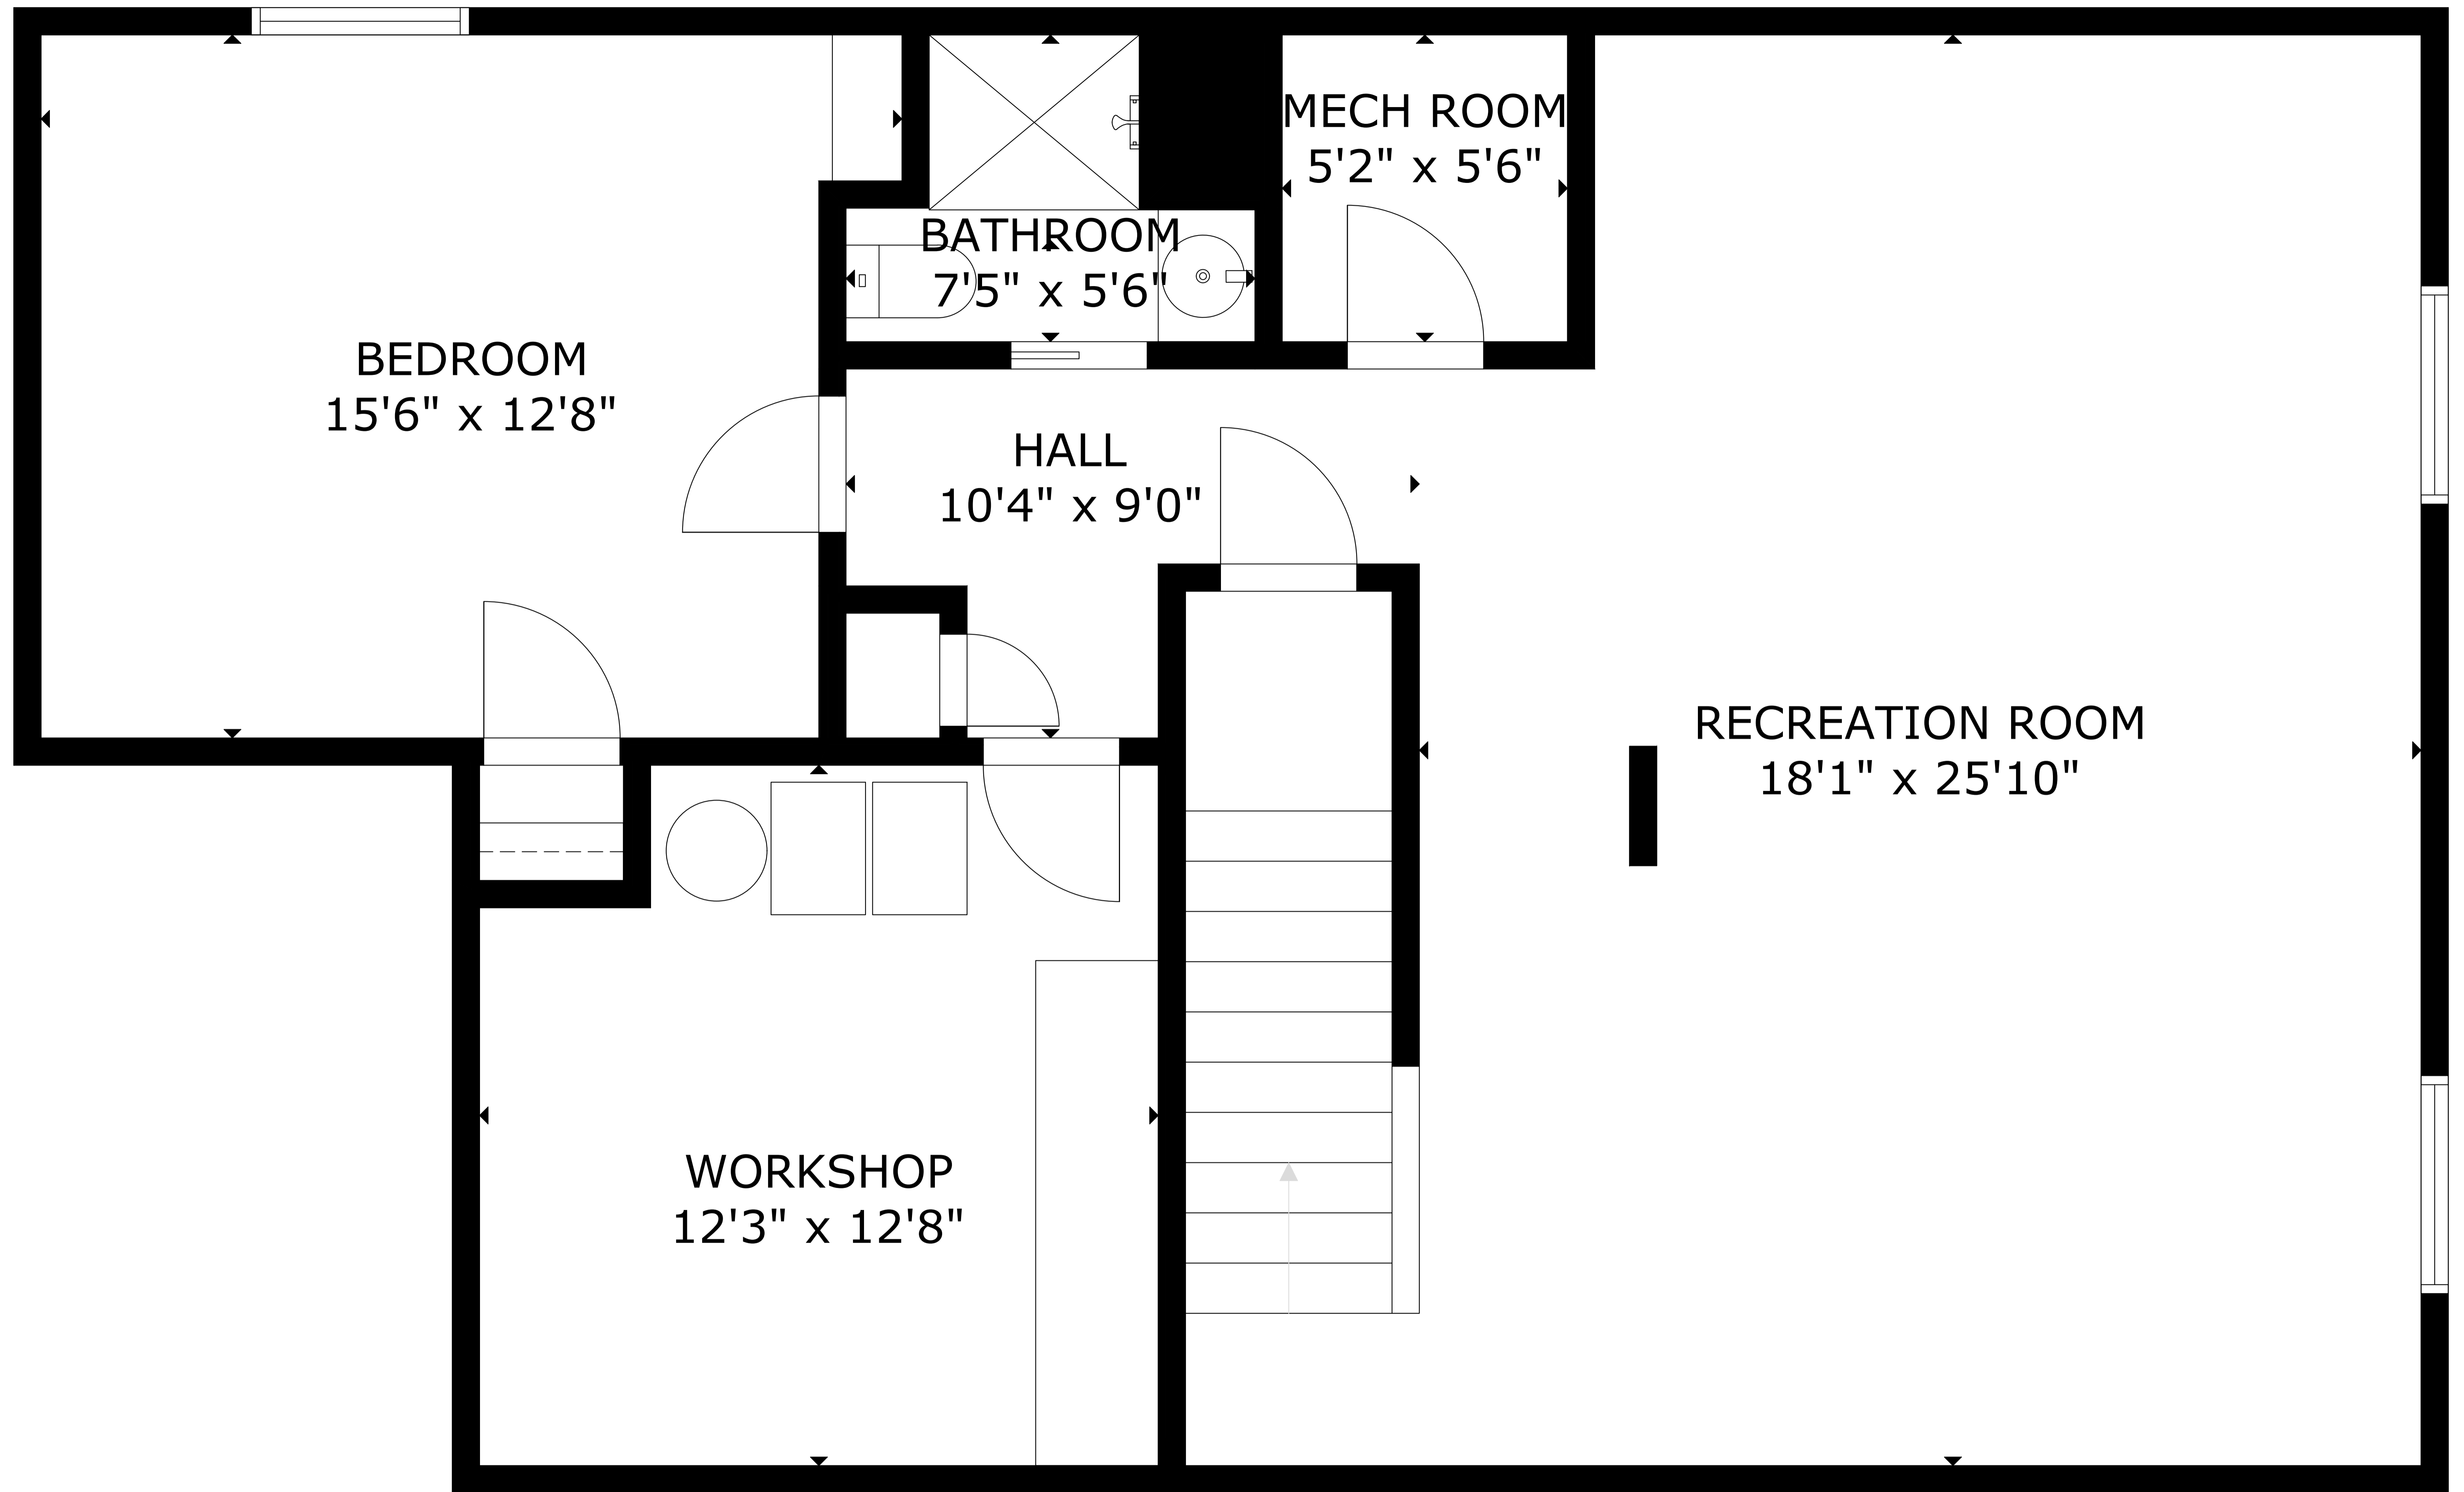 MECH ROOM
5'2" x 5'6"
BATHROOM
7'5" x 5'6"
BEDROOM
15'6" x 12'8"
HALL
10'4" x 9'0"
RECREATION ROOM
18'1" x 25'10"
WORKSHOP
12'3" x 12'8"